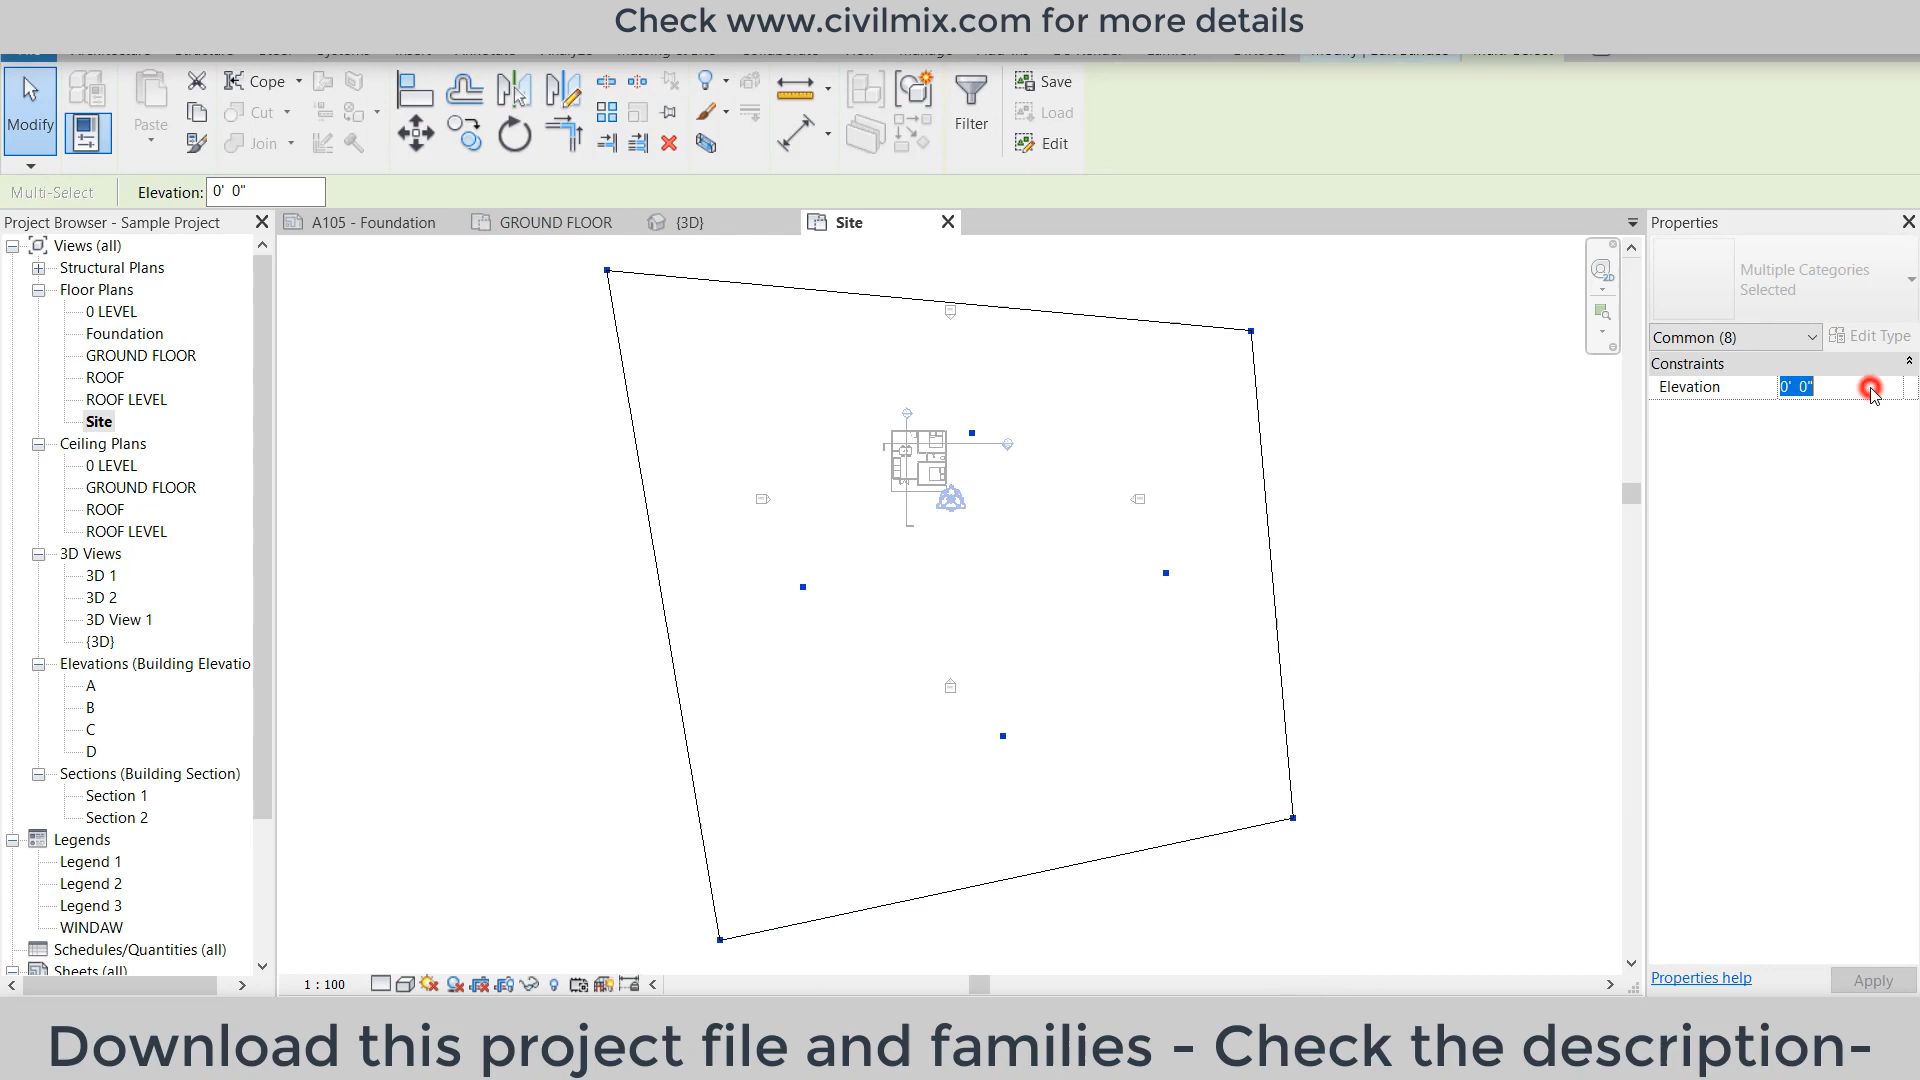 Check www.civilmix.com for more details
Modify
Paste
Cope
Cut
Join
Filter
Save
Load
Edit
Multi-Select
Elevation: 0' 0"
Project Browser - Sample Project
A105 - Foundation
GROUND FLOOR
{3D}
Site
Properties
Views (all)
Structural Plans
Floor Plans
0 LEVEL
Foundation
GROUND FLOOR
ROOF
ROOF LEVEL
Site
Ceiling Plans
0 LEVEL
GROUND FLOOR
ROOF
ROOF LEVEL
3D Views
3D 1
3D 2
3D View 1
{3D}
Elevations (Building Elevatio
A
B
C
D
Sections (Building Section)
Section 1
Section 2
Legends
Legend 1
Legend 2
Legend 3
WINDAW
Schedules/Quantities (all)
Sheets (all)
2D
Multiple Categories
Selected
Common (8)
Edit Type
Constraints
Elevation
0' 0"
1 : 100
Properties help
Apply
Download this project file and families - Check the description-